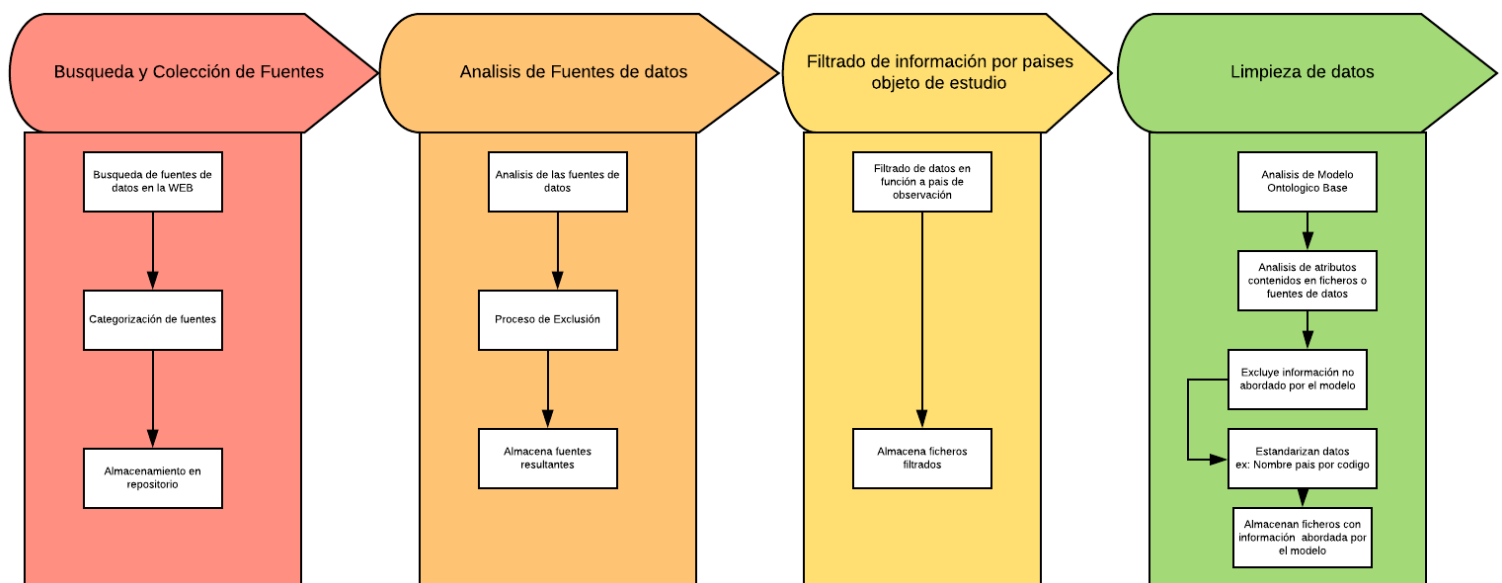 Busqueda y Colección de Fuentes
Busqueda de fuentes de
datos en la WEB
Categorización de fuentes
Almacenamiento en
repositorio
Analisis de Fuentes de datos
Analisis de las fuentes de
datos
Proceso de Exclusión
Almacena fuentes
resultantes
Filtrado de información por paises
objeto de estudio
Filtrado de datos en
función a pais de
observación
Almacena ficheros
filtrados
Limpieza de datos
Analisis de Modelo
Ontologico Base
Analisis de atributos
contenidos en ficheros o
fuentes de datos
Excluye información no
abordado por el modelo
Estandarizan datos
ex: Nombre pais por codigo
Almacenan ficheros con
información abordada por
el modelo